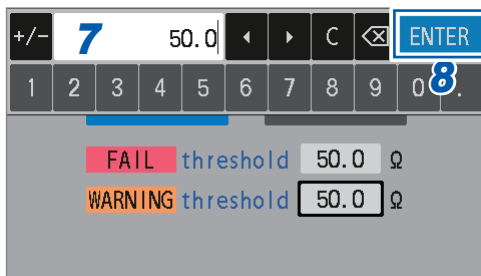 +/- 7 50.0 ◀ ▶ C ⌫ ENTER
1 2 3 4 5 6 7 8 9 0 8 .
FAIL threshold 50.0 Ω
WARNING threshold 50.0 Ω